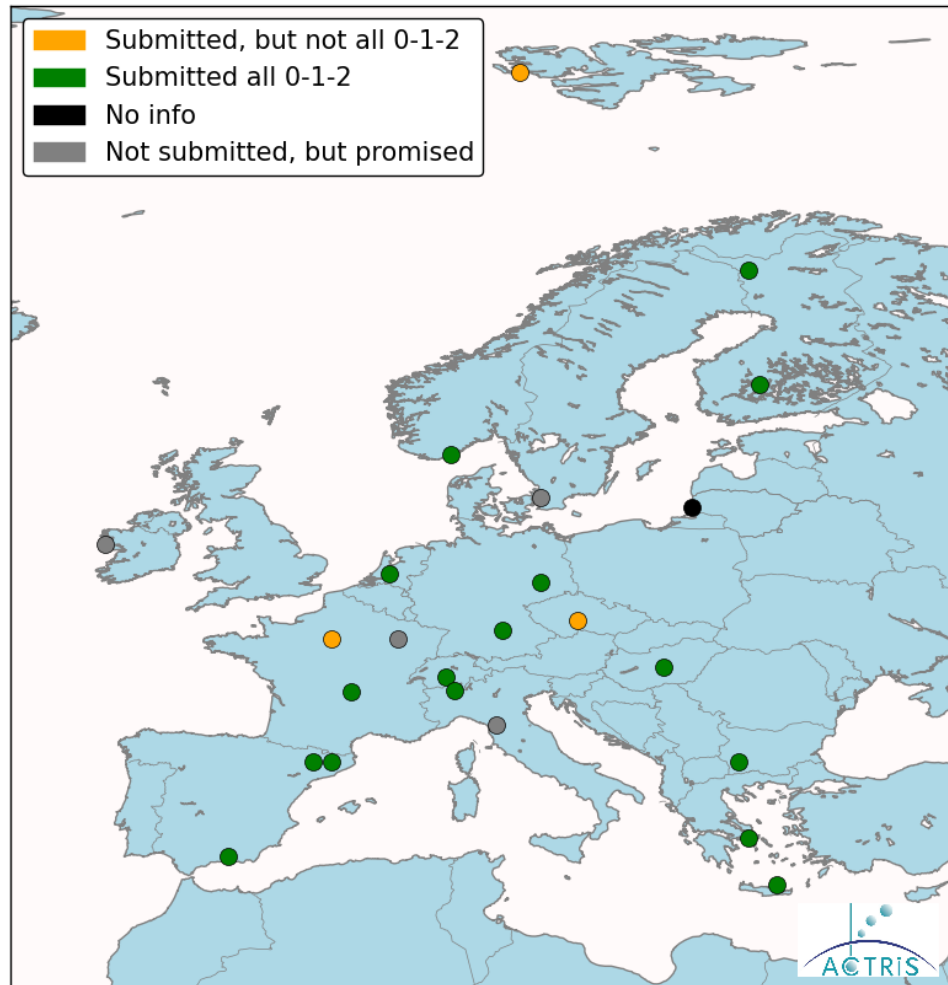 Submitted, but not all 0-1-2
Submitted all 0-1-2
No info
Not submitted, but promised
ACTRiS